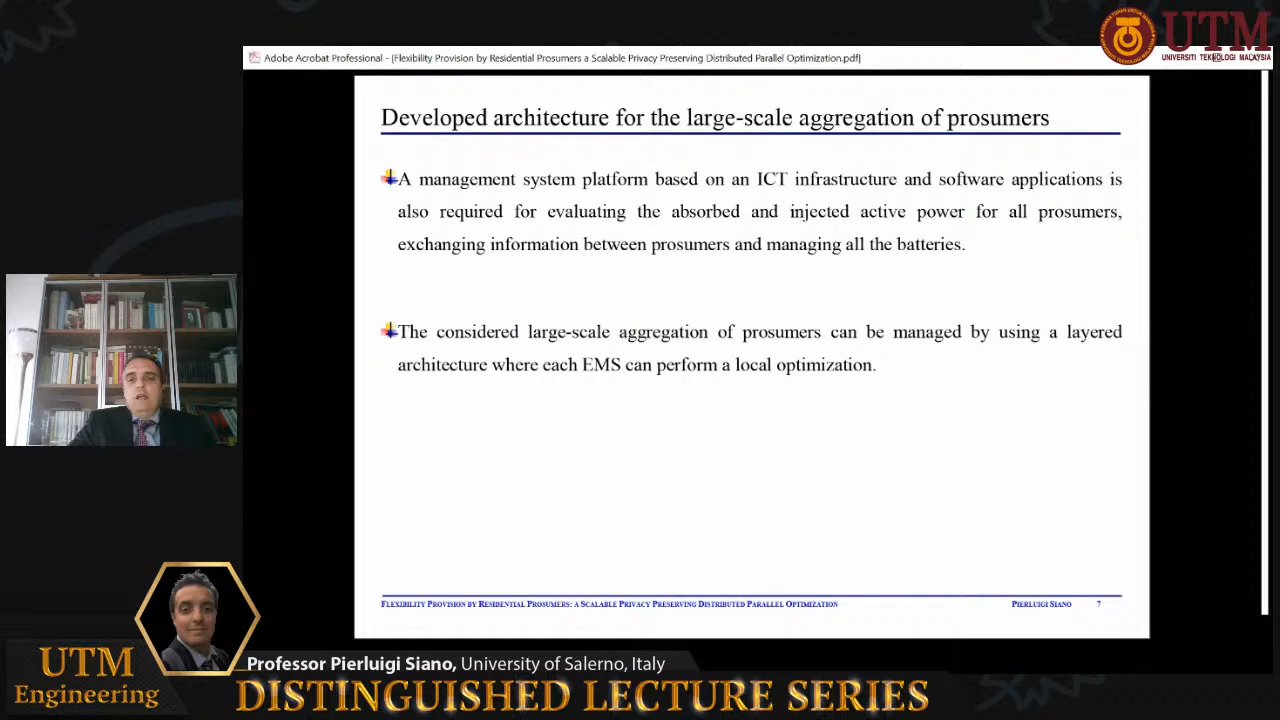 UTM
UNIVERSITI TEKNOLOGI MALAYSIA
Adobe Acrobat Professional - [Flexibility Provision by Residential Prosumers a Scalable Privacy Preserving Distributed Parallel Optimization.pdf]
Developed architecture for the large-scale aggregation of prosumers
A management system platform based on an ICT infrastructure and software applications is
also required for evaluating the absorbed and injected active power for all prosumers,
exchanging information between prosumers and managing all the batteries.
The considered large-scale aggregation of prosumers can be managed by using a layered
architecture where each EMS can perform a local optimization.
FLEXIBILITY PROVISION BY RESIDENTIAL PROSUMERS: A SCALABLE PRIVACY PRESERVING DISTRIBUTED PARALLEL OPTIMIZATION
PIERLUIGI SIANO 7
Professor Pierluigi Siano, University of Salerno, Italy
UTM
Engineering
DISTINGUISHED LECTURE SERIES